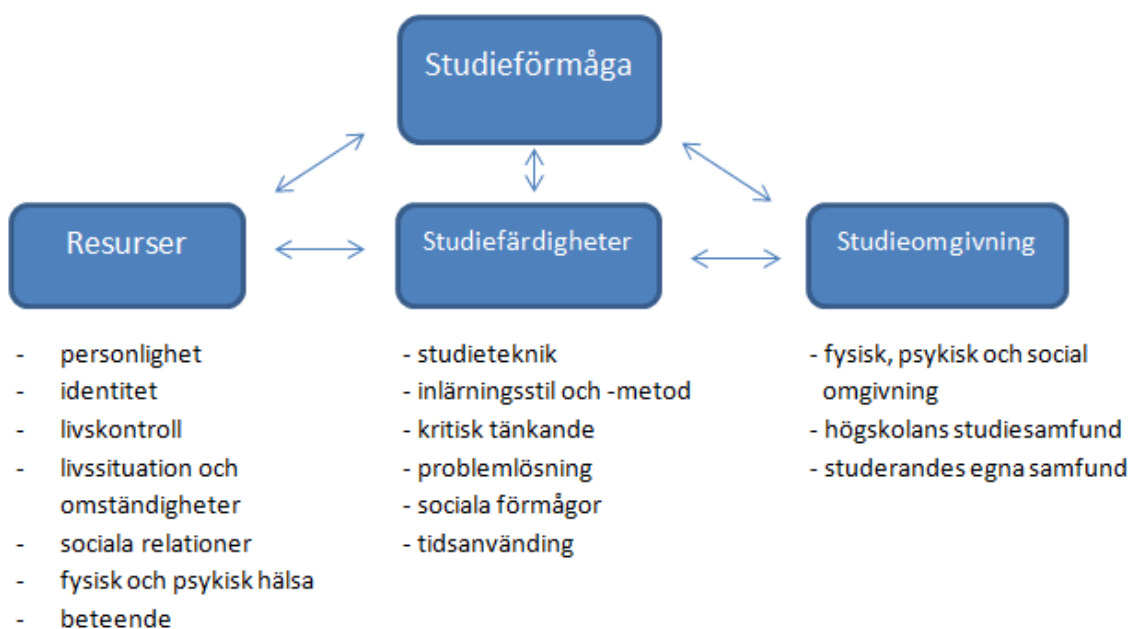 Studieförmåga
Resurser
Studiefärdigheter
Studieomgivning
- personlighet
- identitet
- livskontroll
- livssituation och
omständigheter
- sociala relationer
- fysisk och psykisk hälsa
- beteende
- studieteknik
- inlärningsstil och -metod
- kritisk tänkande
- problemlösning
- sociala förmågor
- tidsanvänding
- fysisk, psykisk och social
omgivning
- högskolans studiesamfund
- studerandes egna samfund